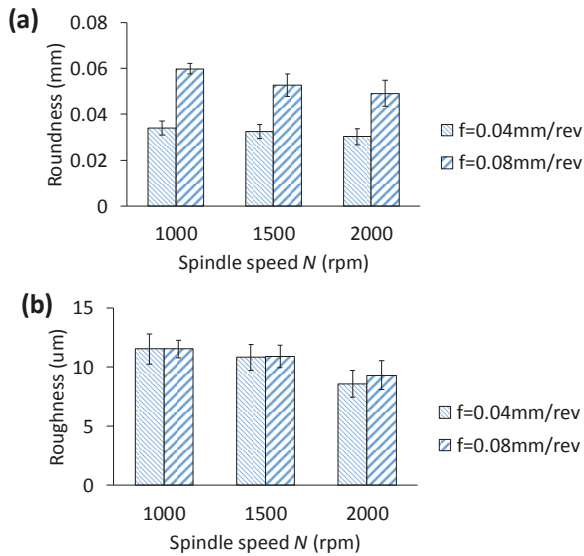 (a)
Roundness (mm)
0.08
0.06
0.04
0.02
0
1000 1500 2000
Spindle speed N (rpm)
f=0.04mm/rev
f=0.08mm/rev
(b)
Roughness (um)
15
10
5
0
1000 1500 2000
Spindle speed N (rpm)
f=0.04mm/rev
f=0.08mm/rev